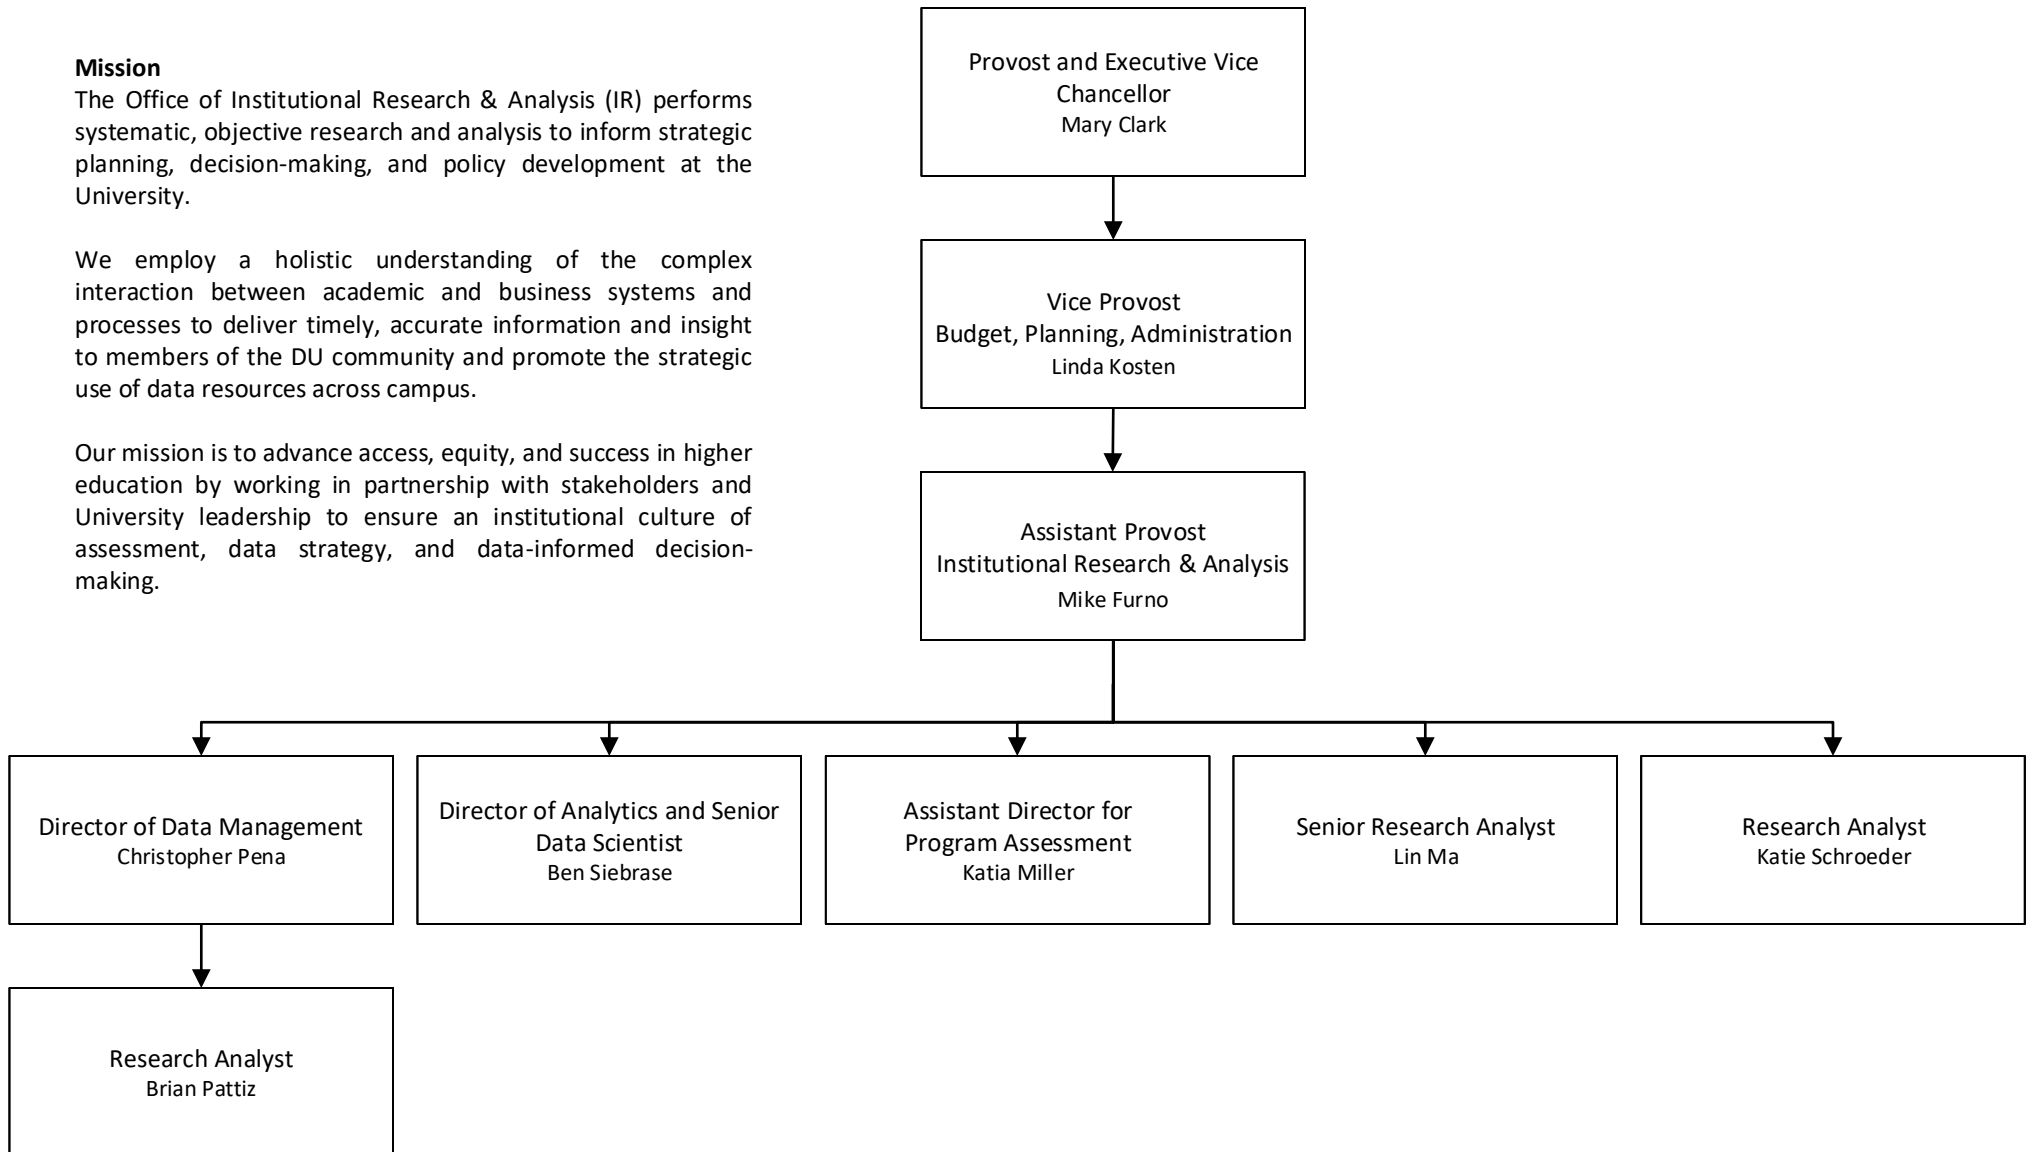 Mission
The Office of Institutional Research & Analysis (IR) performs
systematic, objective research and analysis to inform strategic
planning, decision-making, and policy development at the
University.
We employ a holistic understanding of the complex
interaction between academic and business systems and
processes to deliver timely, accurate information and insight
to members of the DU community and promote the strategic
use of data resources across campus.
Our mission is to advance access, equity, and success in higher
education by working in partnership with stakeholders and
University leadership to ensure an institutional culture of
assessment, data strategy, and data-informed decision-
making.
Provost and Executive Vice
Chancellor
Mary Clark
Vice Provost
Budget, Planning, Administration
Linda Kosten
Assistant Provost
Institutional Research & Analysis
Mike Furno
Director of Data Management
Christopher Pena
Director of Analytics and Senior
Data Scientist
Ben Siebrase
Assistant Director for
Program Assessment
Katia Miller
Senior Research Analyst
Lin Ma
Research Analyst
Katie Schroeder
Research Analyst
Brian Pattiz